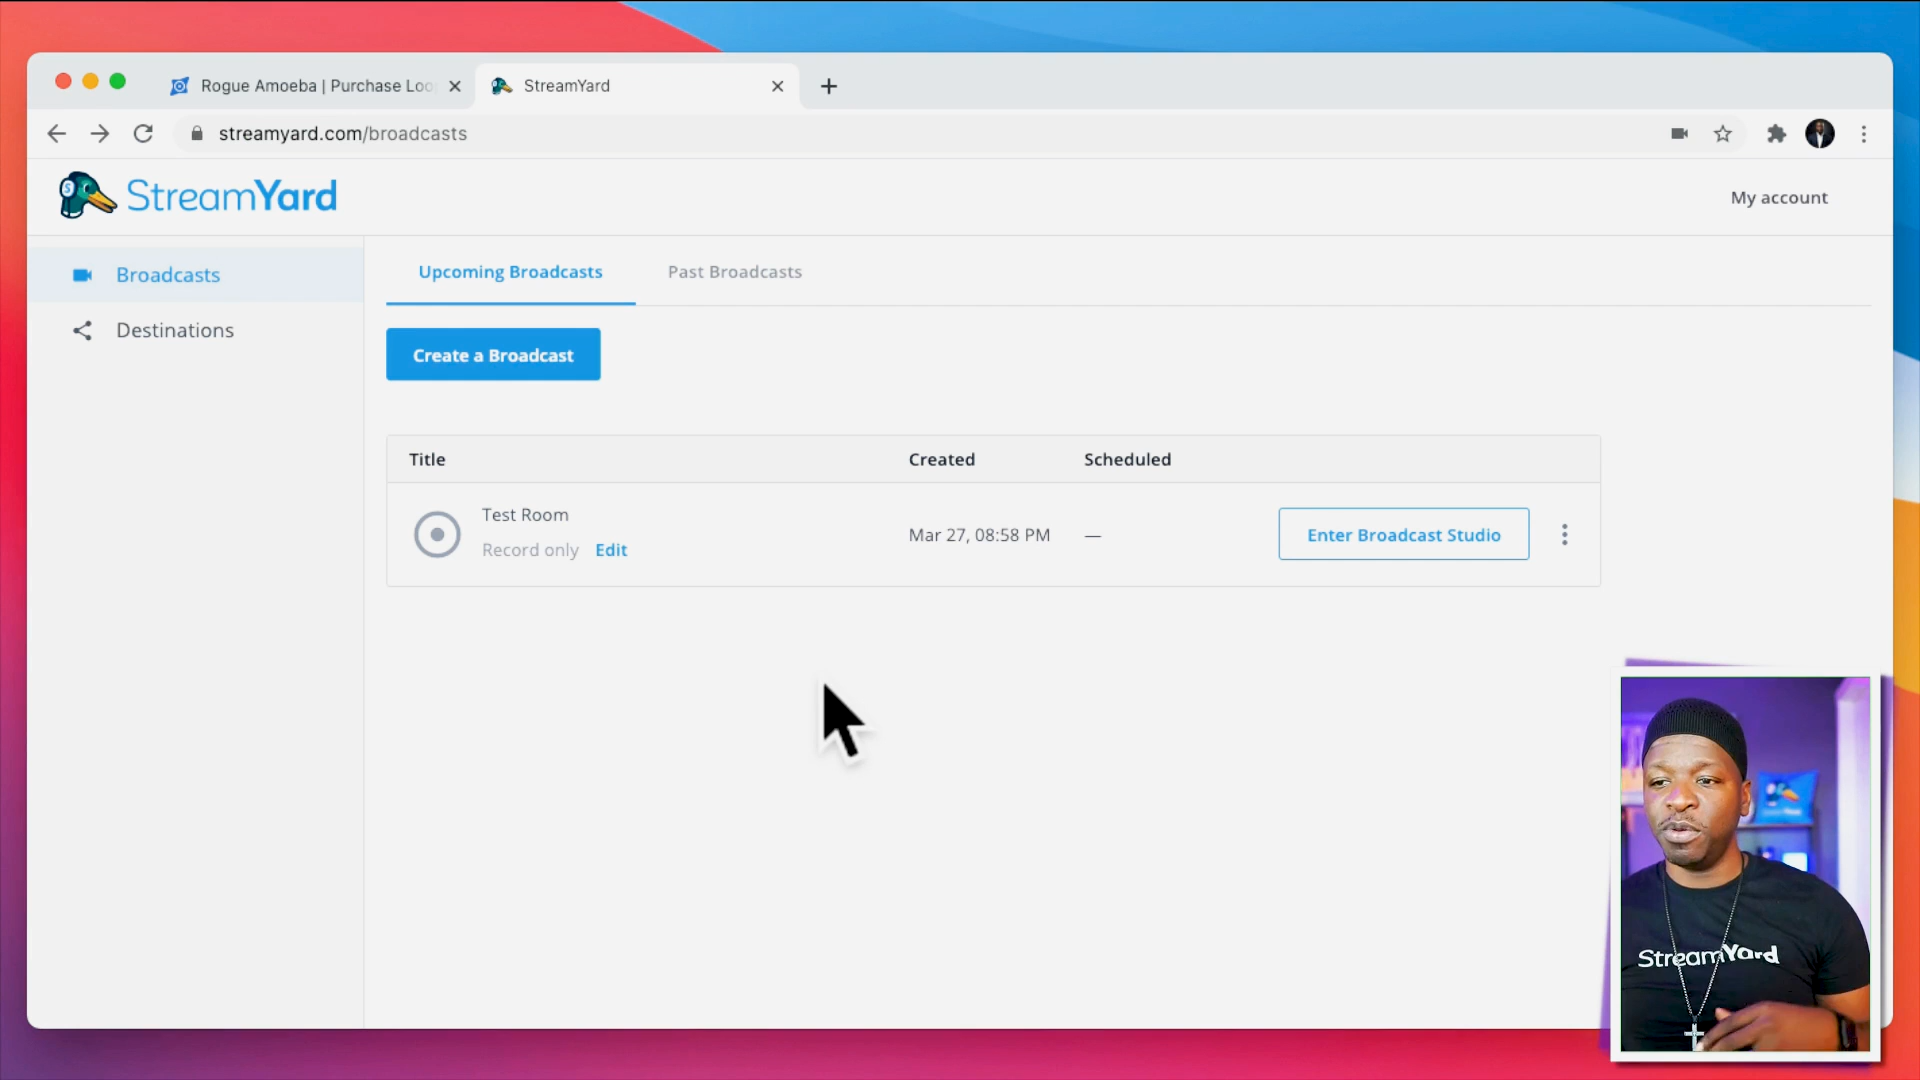 Rogue Amoeba | Purchase Loo
StreamYard
streamyard.com/broadcasts
StreamYard
My account
Broadcasts
Destinations
Upcoming Broadcasts
Past Broadcasts
Create a Broadcast
Title
Created
Scheduled
Test Room
Record only
Edit
Mar 27, 08:58 PM
—
Enter Broadcast Studio
StreamYard